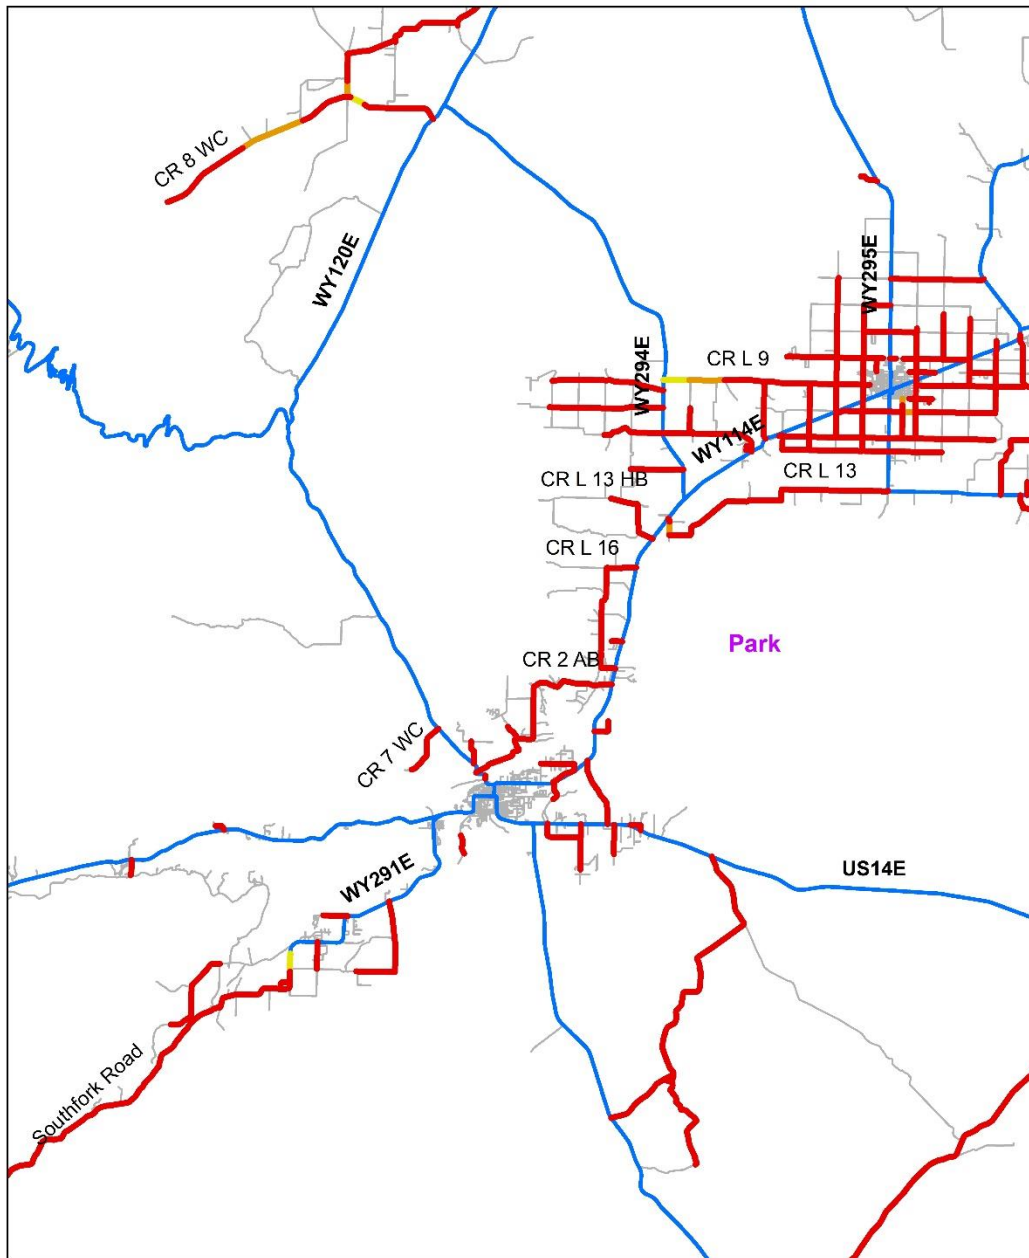 CR 8 WC
WY120E
WY295E
WY294E
CR L 9
WY114E
CR L 13 HB
CR L 13
CR L 16
Park
CR 2 AB
CR 7 WC
WY291E
US14E
Southfork Road